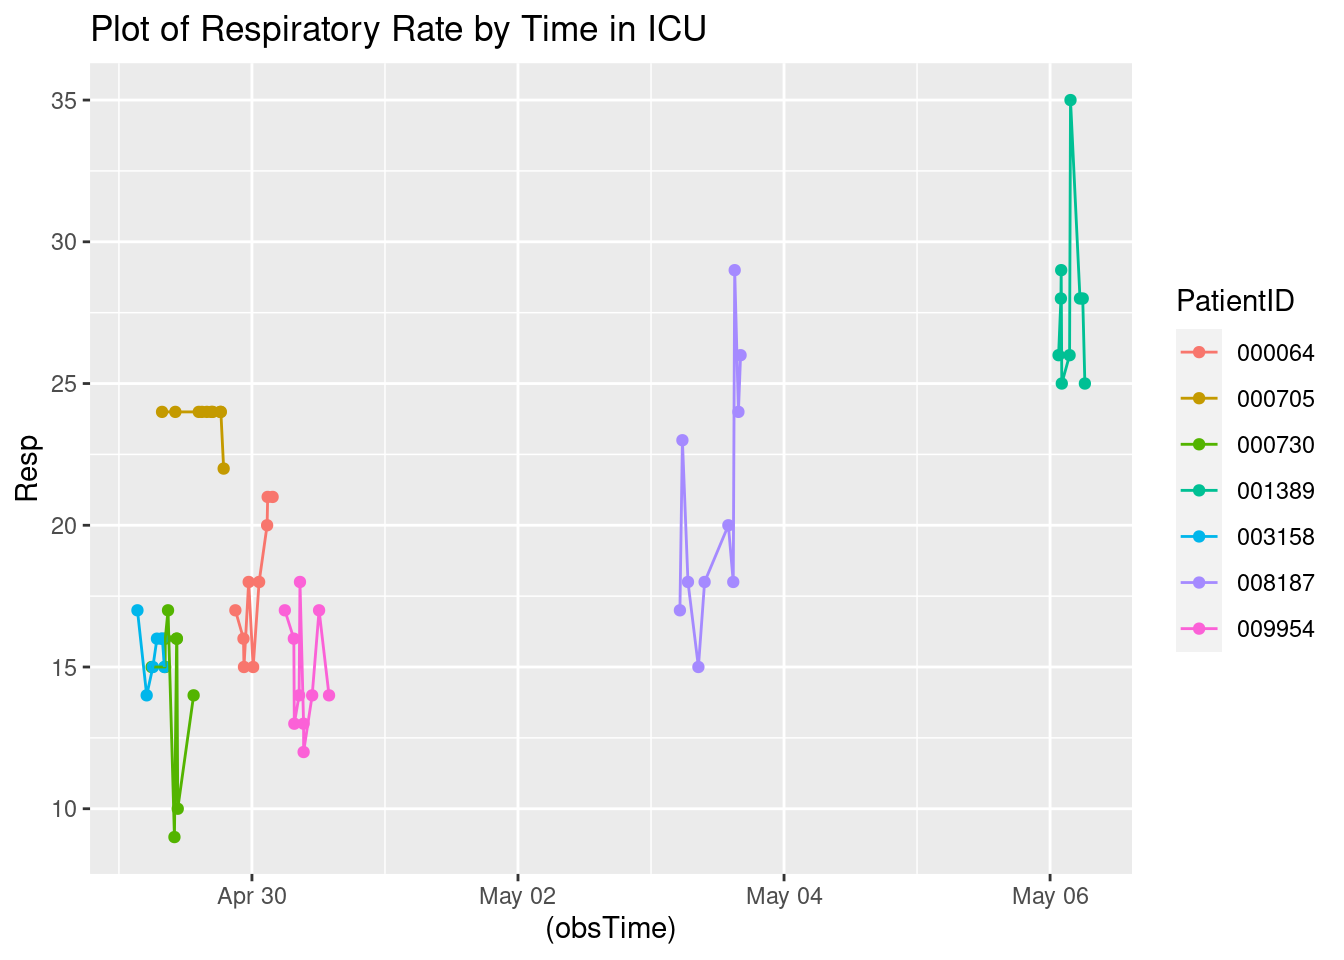 Plot of Respiratory Rate by Time in ICU
35
30
25
20
15
10
Resp
Apr 30
May 02
May 04
May 06
(obsTime)
PatientID
000064
000705
000730
001389
003158
008187
009954